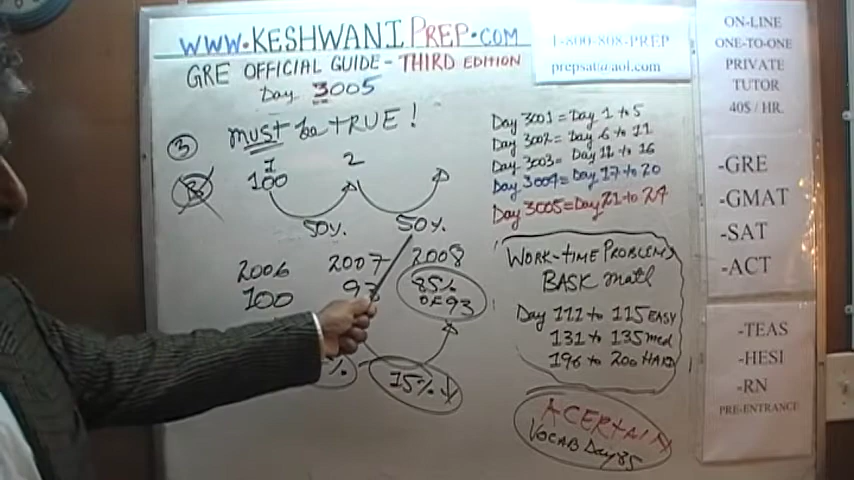 WWW.KESHWANIPREP.COM
GRE OFFICIAL GUIDE - THIRD EDITION
Day 3005
1-800-808-PREP
prepsat@aol.com
ON-LINE
ONE-TO-ONE
PRIVATE
TUTOR
40$ / HR.
-GRE
-GMAT
-SAT
-ACT
-TEAS
-HESI
-RN
PRE-ENTRANCE
③ MUST be TRUE!
B
1 2
100
50%. 50%.
2006 2007 2008
100 93 85%
OF 93
%. 15% ↓
Day 3001 = Day 1 to 5
Day 3002 = Day 6 to 11
Day 3003 = Day 12 to 16
Day 3004 = Day 17 to 20
Day 3005 = Day 21 to 24
WORK-TIME PROBLEMS
BASK math
Day 111 to 115 EASY
131 to 135 med
196 to 200 HARD
A CERTAIN
VOCAB Day 85